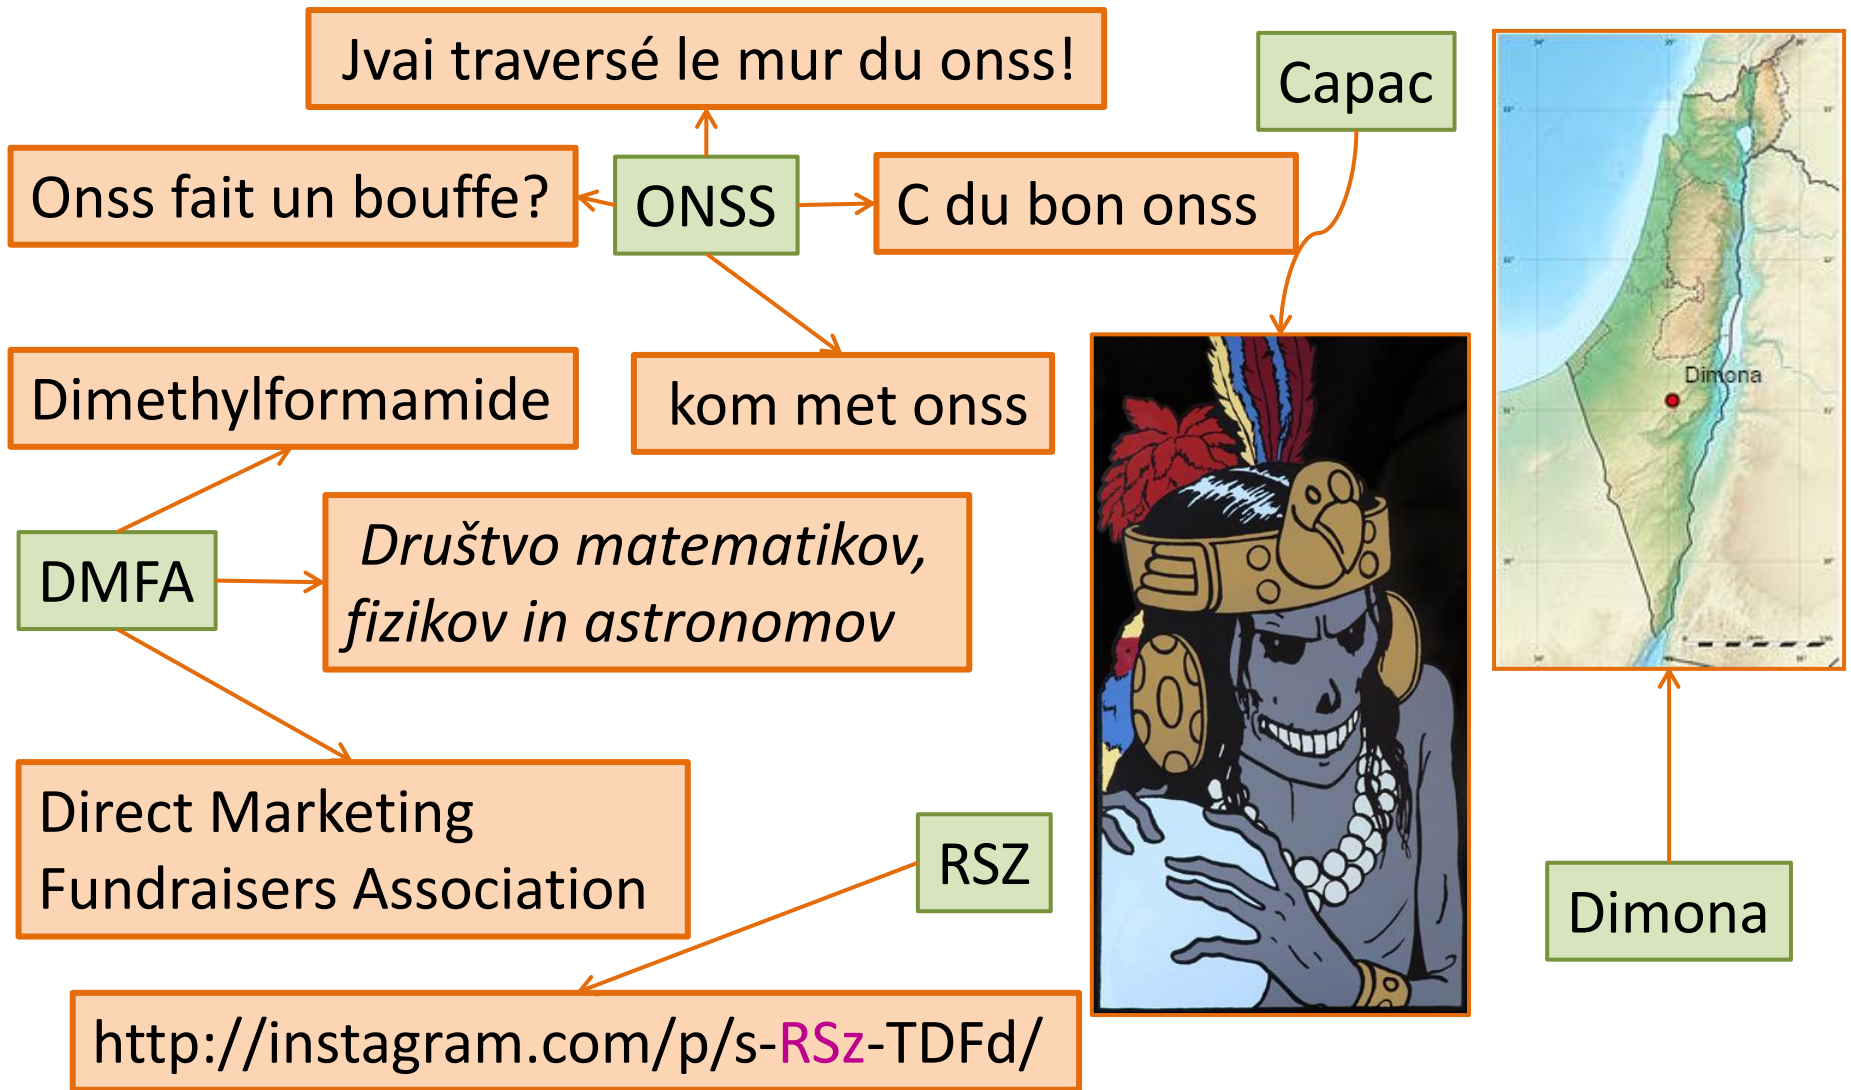 Jvai traversé le mur du onss!
Capac
Onss fait un bouffe?
ONSS
C du bon onss
Dimethylformamide
kom met onss
Dimona
DMFA
Društvo matematikov,
fizikov in astronomov
Direct Marketing
Fundraisers Association
RSZ
Dimona
http://instagram.com/p/s-RSz-TDFd/